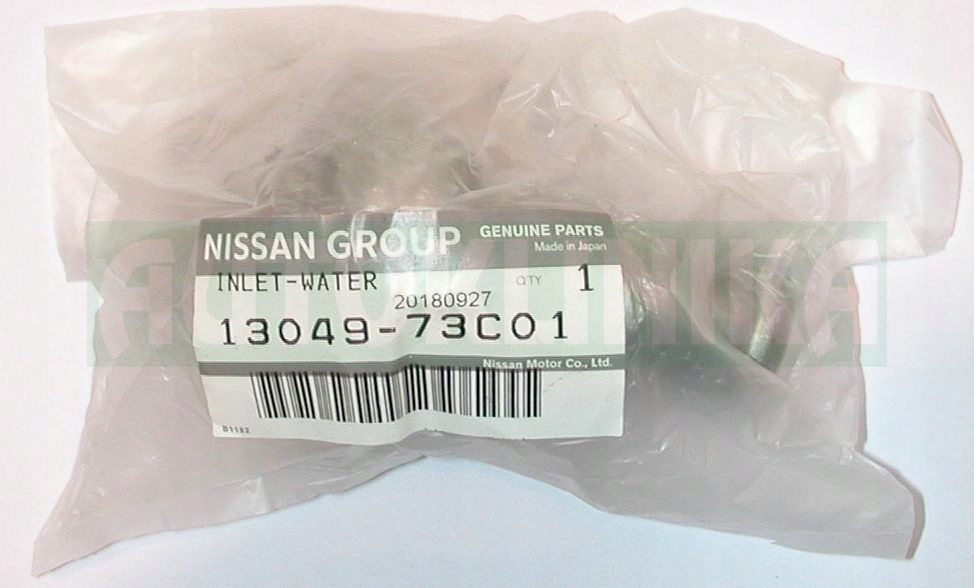 NISSAN GROUP
GENUINE PARTS
Made in Japan
INLET-WATER
QTY 1
20180927
13049-73C01
Nissan Motor Co., Ltd.
B1182